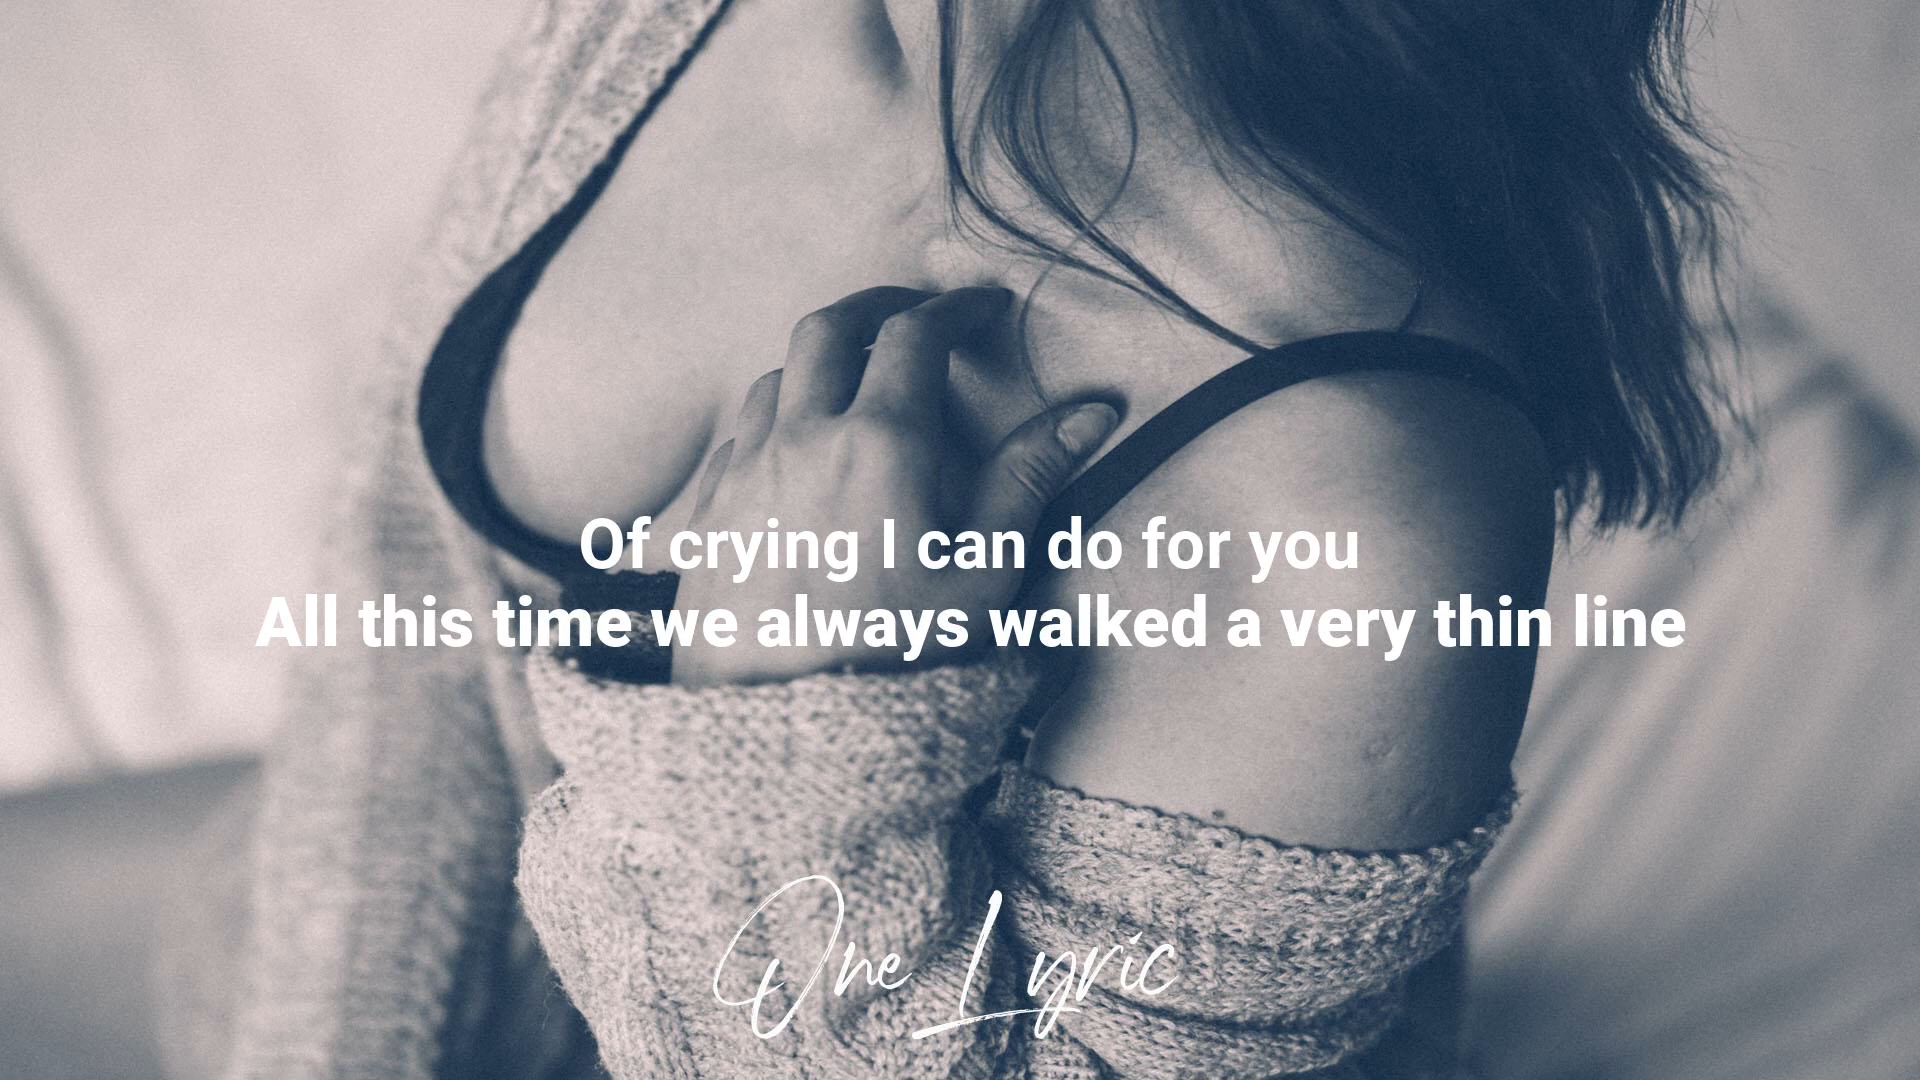 Of crying I can do for you
All this time we always walked a very thin line
One Lyric